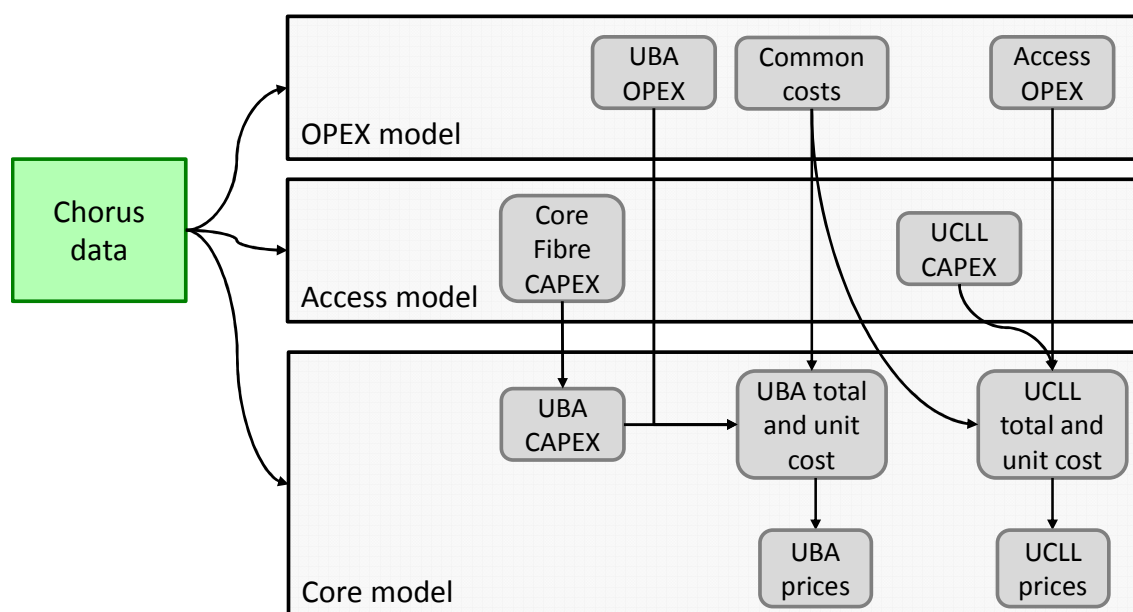 UBA
OPEX
Common
costs
Access
OPEX
OPEX model
Chorus
data
Core
Fibre
CAPEX
UCLL
CAPEX
Access model
UBA
CAPEX
UBA total
and unit
cost
UCLL
total and
unit cost
UBA
prices
UCLL
prices
Core model